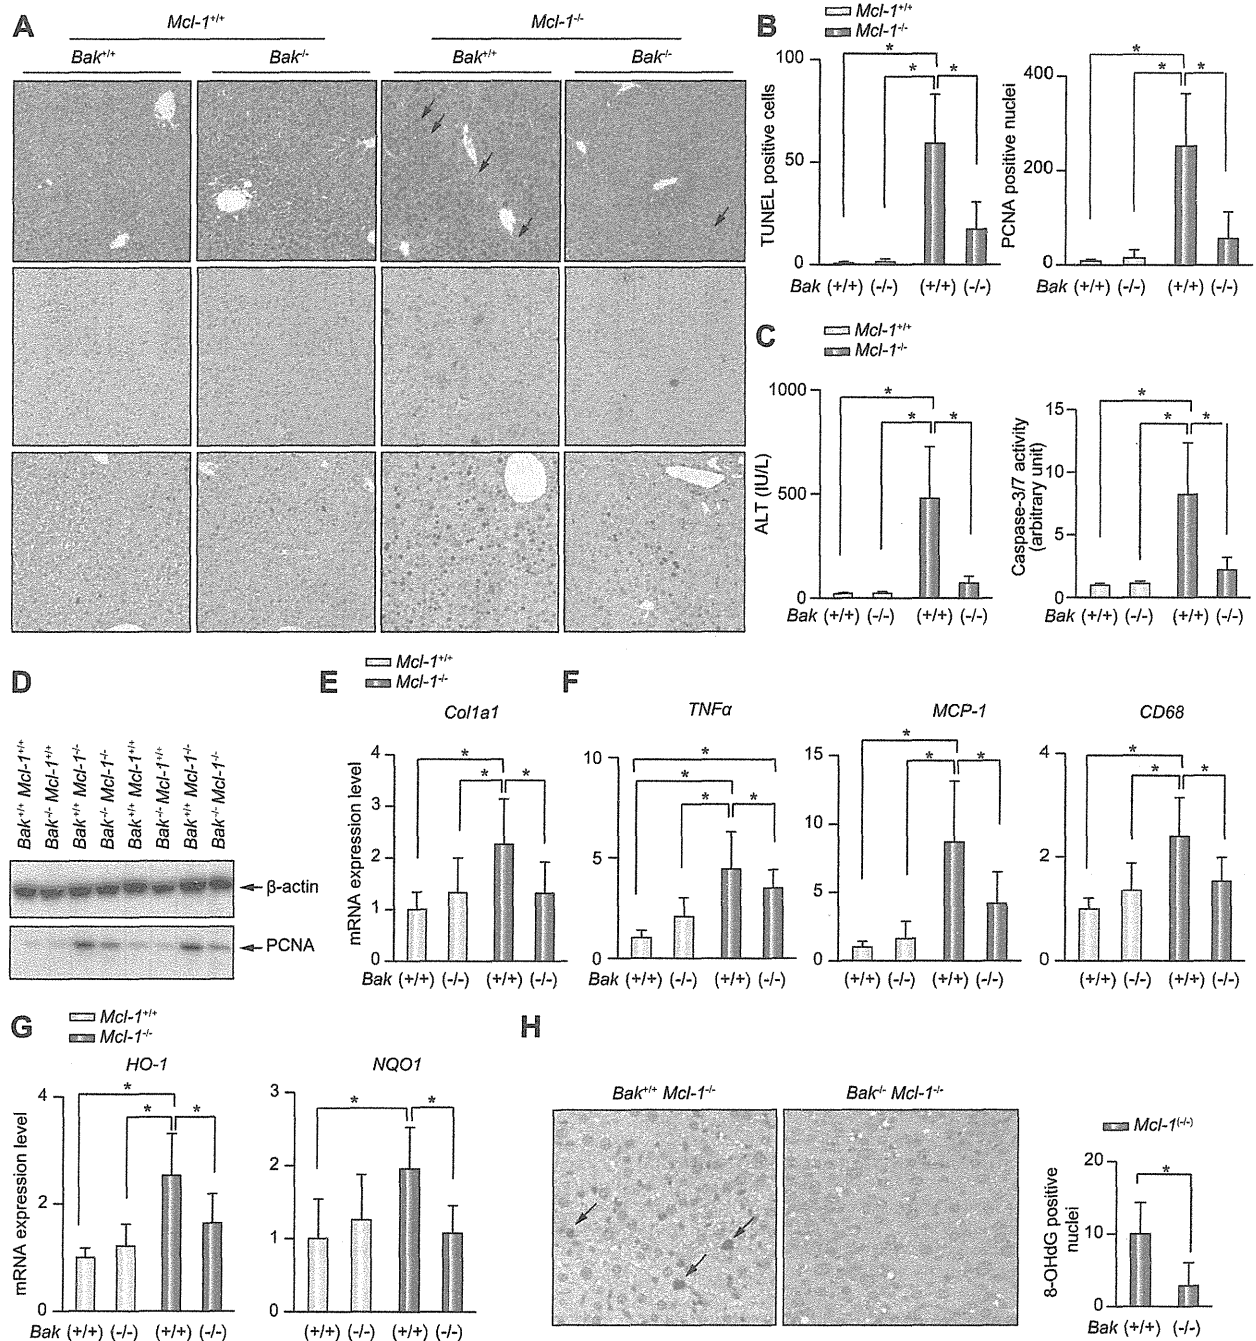 A
Mcl-1+/+ Mcl-1-/-
Bak+/+ Bak-/- Bak+/+ Bak-/-
B
Mcl-1+/+
Mcl-1-/-
TUNEL positive cells
100
50
0
* * *
Bak (+/+) (-/-) (+/+) (-/-)
PCNA positive nuclei
400
200
0
* * *
Bak (+/+) (-/-) (+/+) (-/-)
C
Mcl-1+/+
Mcl-1-/-
ALT (IU/L)
1000
500
0
* * *
Bak (+/+) (-/-) (+/+) (-/-)
Caspase-3/7 activity
(arbitrary unit)
15
10
5
0
* * *
Bak (+/+) (-/-) (+/+) (-/-)
D
Bak+/+ Mcl-1+/+
Bak-/- Mcl-1+/+
Bak+/+ Mcl-1-/-
Bak-/- Mcl-1-/-
Bak+/+ Mcl-1+/+
Bak-/- Mcl-1+/+
Bak+/+ Mcl-1-/-
Bak-/- Mcl-1-/-
β-actin
PCNA
E
Mcl-1+/+
Mcl-1-/-
Col1a1
mRNA expression level
4
3
2
1
0
* * *
Bak (+/+) (-/-) (+/+) (-/-)
F
TNFα
10
5
0
* * * *
Bak (+/+) (-/-) (+/+) (-/-)
MCP-1
15
10
5
0
* * *
(+/+) (-/-) (+/+) (-/-)
CD68
4
2
0
* * *
(+/+) (-/-) (+/+) (-/-)
G
Mcl-1+/+
Mcl-1-/-
HO-1
mRNA expression level
4
2
0
* * *
Bak (+/+) (-/-) (+/+) (-/-)
NQO1
3
2
1
0
* *
(+/+) (-/-) (+/+) (-/-)
H
Bak+/+ Mcl-1-/- Bak-/- Mcl-1-/-
Mcl-1(-/-)
8-OHdG positive
nuclei
20
10
0
*
Bak (+/+) (-/-)